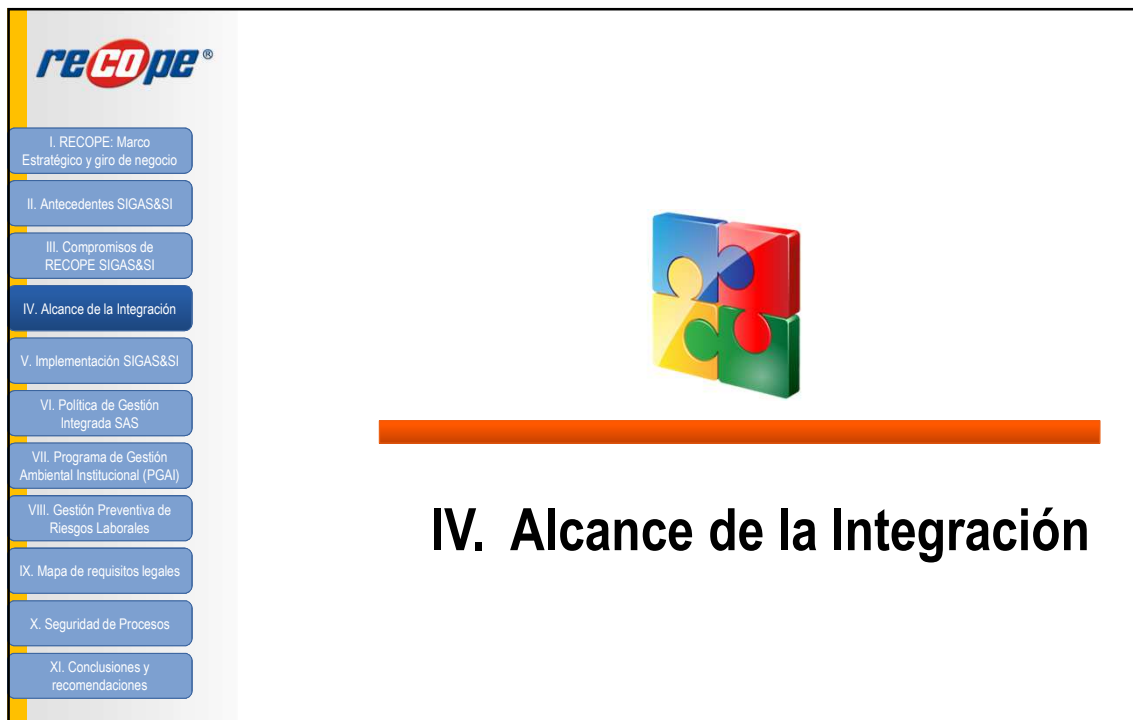 recope®
I. RECOPE: Marco
Estratégico y giro de negocio
II. Antecedentes SIGAS&SI
III. Compromisos de
RECOPE SIGAS&SI
IV. Alcance de la Integración
V. Implementación SIGAS&SI
VI. Política de Gestión
Integrada SAS
VII. Programa de Gestión
Ambiental Institucional (PGAI)
VIII. Gestión Preventiva de
Riesgos Laborales
IX. Mapa de requisitos legales
X. Seguridad de Procesos
XI. Conclusiones y
recomendaciones
IV. Alcance de la Integración